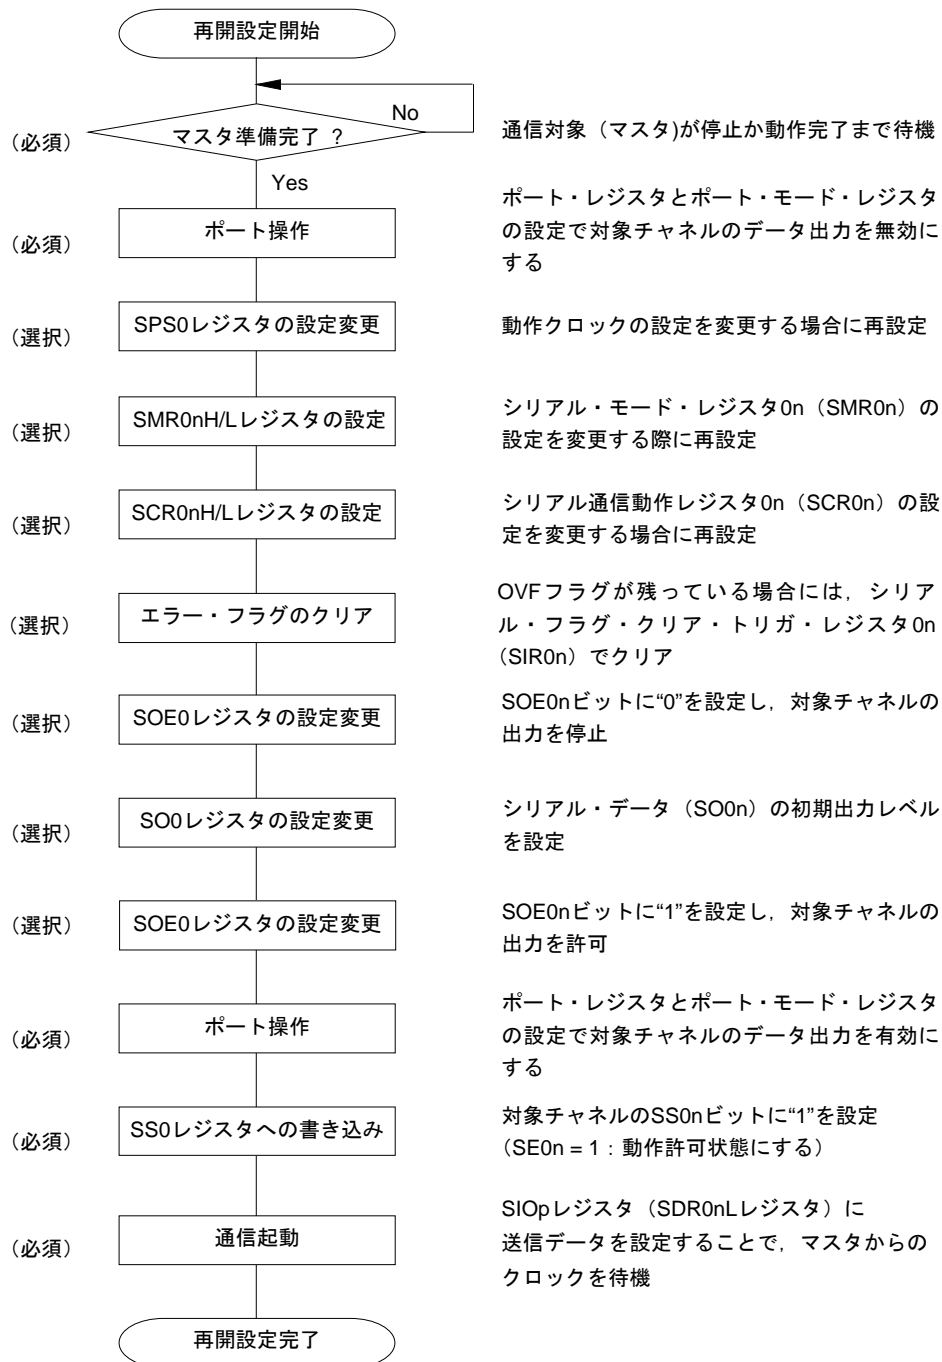 再開設定開始
No
(必須)
マスタ準備完了 ?
通信対象(マスタ)が停止か動作完了まで待機
Yes
(必須)
ポート操作
ポート・レジスタとポート・モード・レジスタ
の設定で対象チャネルのデータ出力を無効に
する
(選択)
SPS0レジスタの設定変更
動作クロックの設定を変更する場合に再設定
(選択)
SMR0nH/Lレジスタの設定
シリアル・モード・レジスタ0n(SMR0n)の
設定を変更する際に再設定
(選択)
SCR0nH/Lレジスタの設定
シリアル通信動作レジスタ0n(SCR0n)の設
定を変更する場合に再設定
(選択)
エラー・フラグのクリア
OVFフラグが残っている場合には,シリア
ル・フラグ・クリア・トリガ・レジスタ0n
(SIR0n)でクリア
(選択)
SOE0レジスタの設定変更
SOE0nビットに“0”を設定し,対象チャネルの
出力を停止
(選択)
SO0レジスタの設定変更
シリアル・データ(SO0n)の初期出力レベル
を設定
(選択)
SOE0レジスタの設定変更
SOE0nビットに“1”を設定し,対象チャネルの
出力を許可
(必須)
ポート操作
ポート・レジスタとポート・モード・レジスタ
の設定で対象チャネルのデータ出力を有効に
する
(必須)
SS0レジスタへの書き込み
対象チャネルのSS0nビットに“1”を設定
(SE0n = 1:動作許可状態にする)
(必須)
通信起動
SIOpレジスタ(SDR0nLレジスタ)に
送信データを設定することで,マスタからの
クロックを待機
再開設定完了